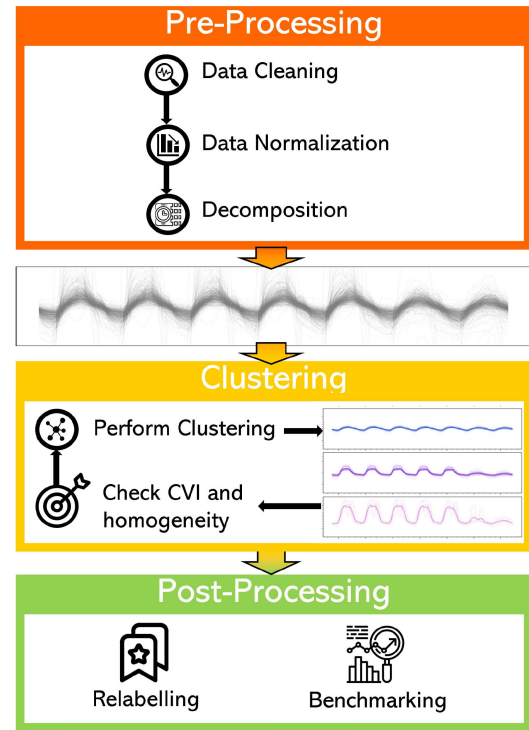 Pre-Processing
Data Cleaning
Data Normalization
Decomposition
Clustering
Perform Clustering
Check CVI and
homogeneity
Post-Processing
Relabelling
Benchmarking